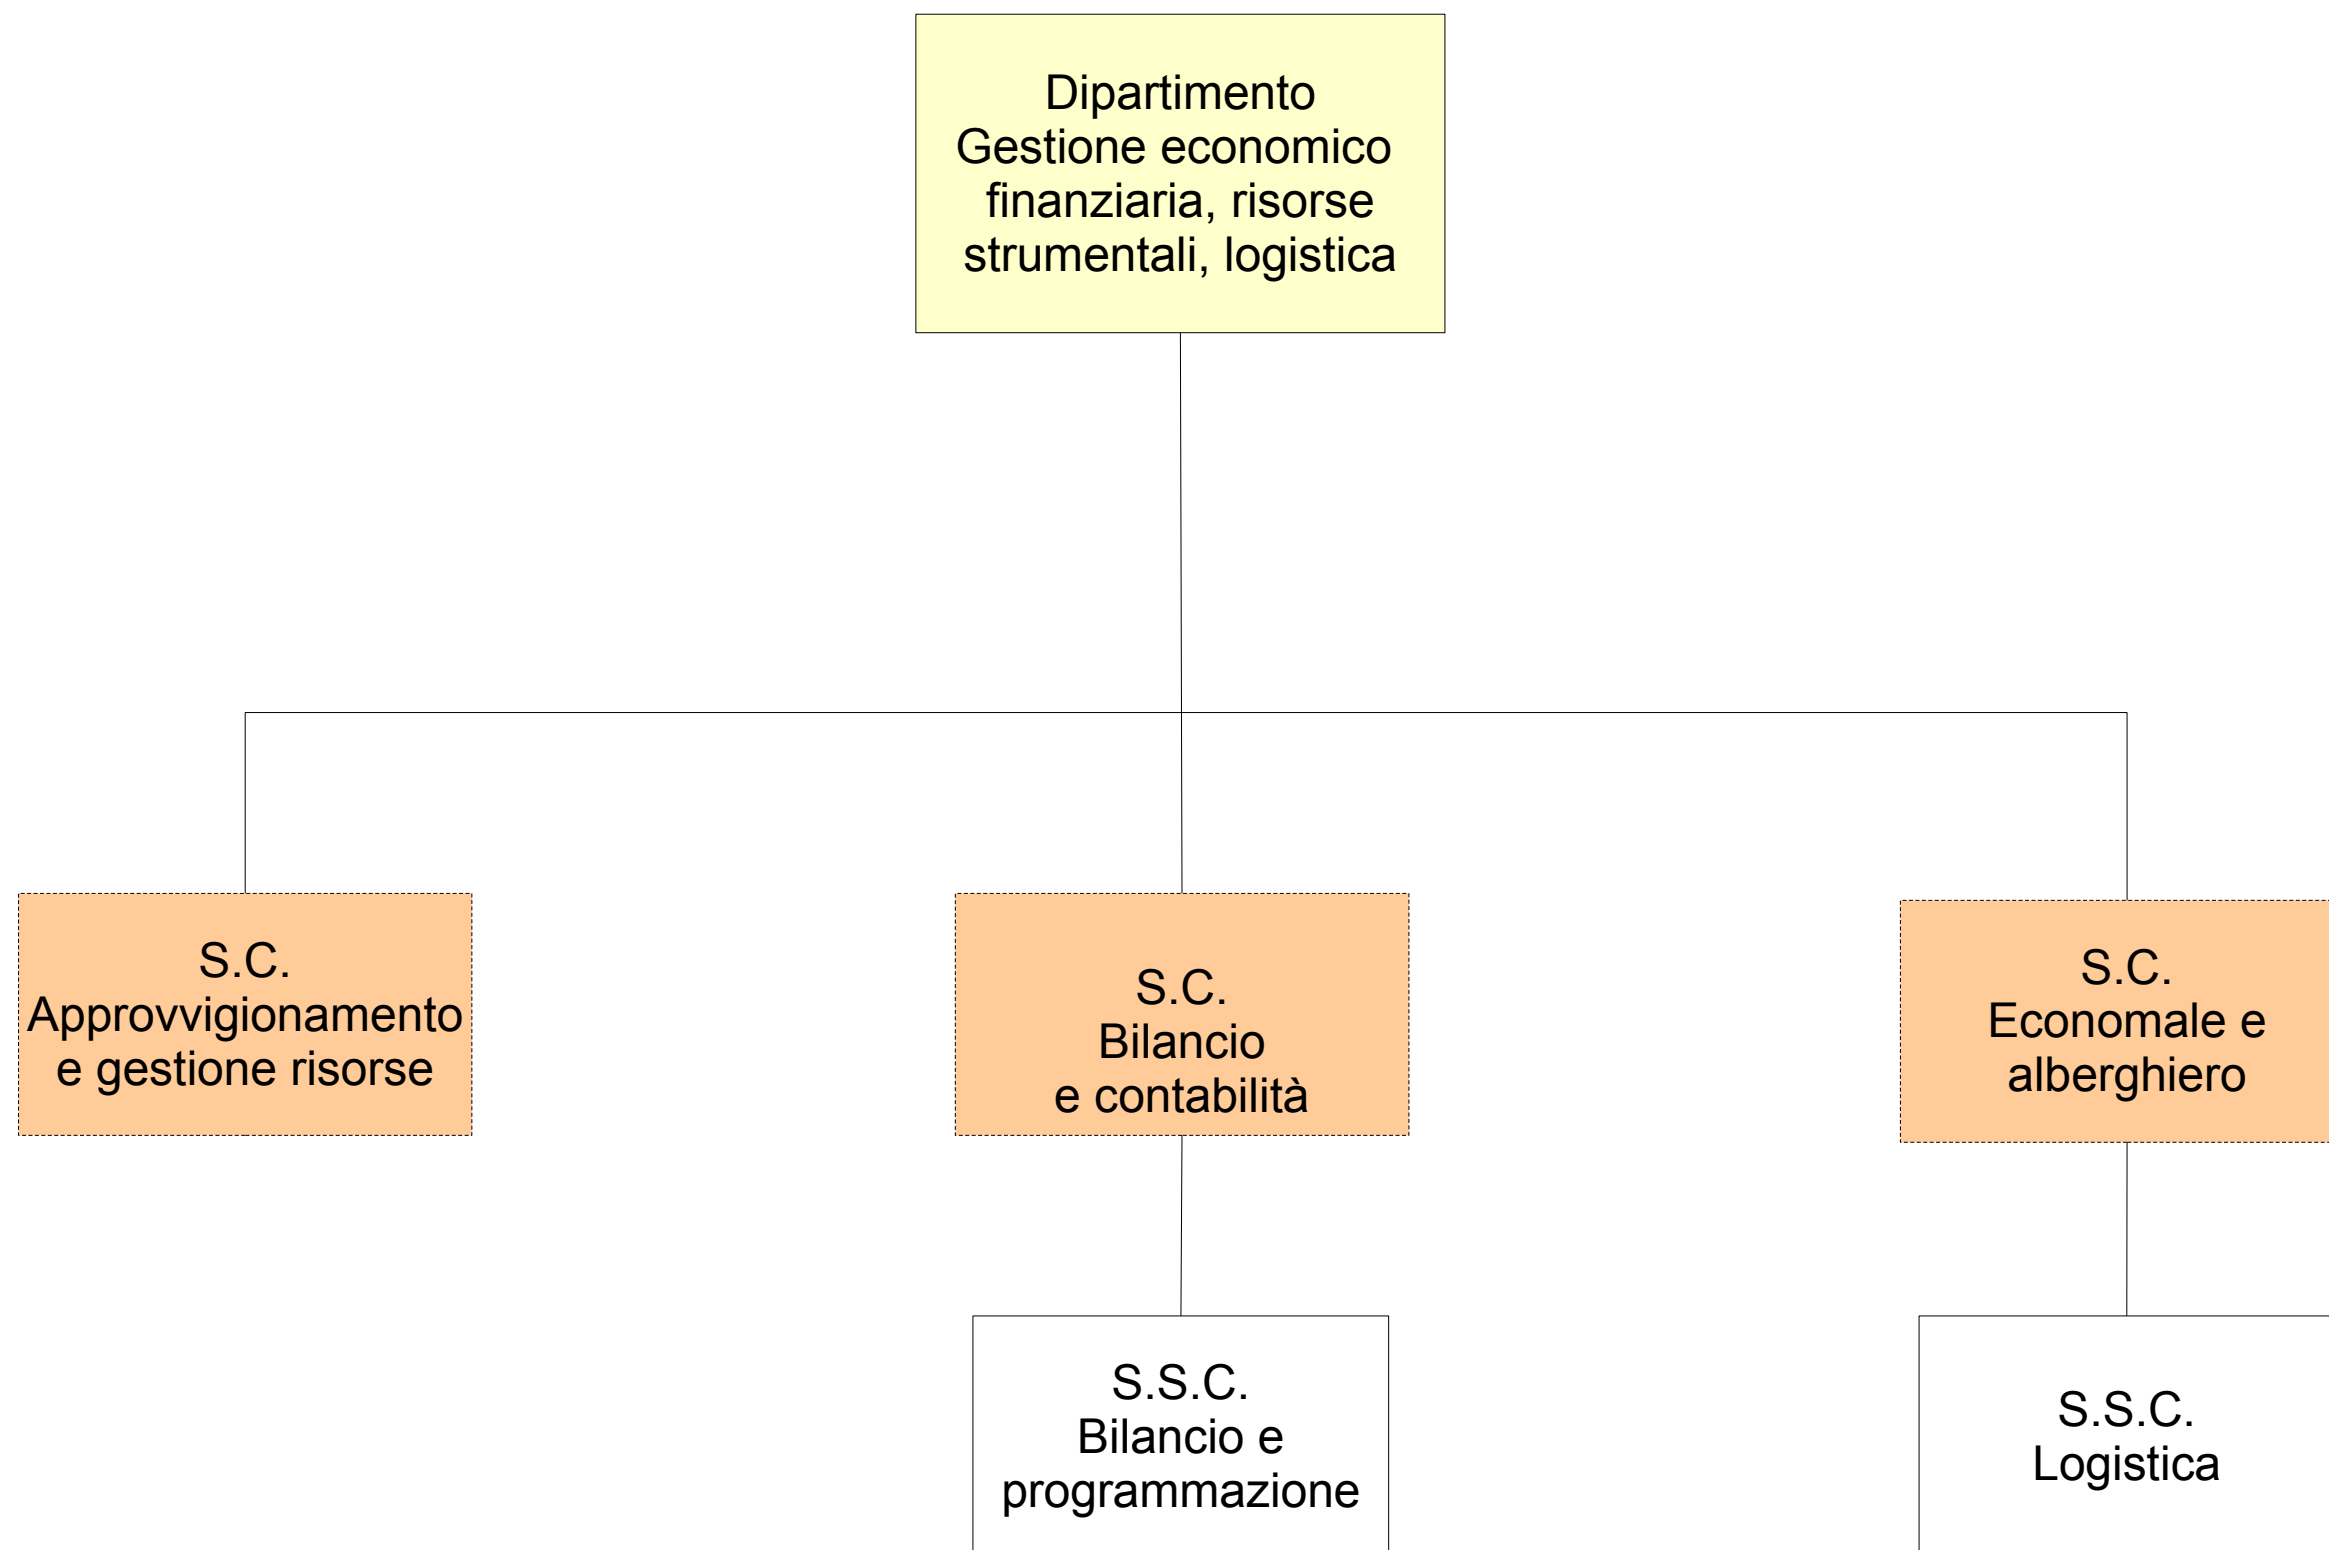 Dipartimento
Gestione economico
finanziaria, risorse
strumentali, logistica
S.C.
Approvvigionamento
e gestione risorse
S.C.
Bilancio
e contabilità
S.C.
Economale e
alberghiero
S.S.C.
Bilancio e
programmazione
S.S.C.
Logistica